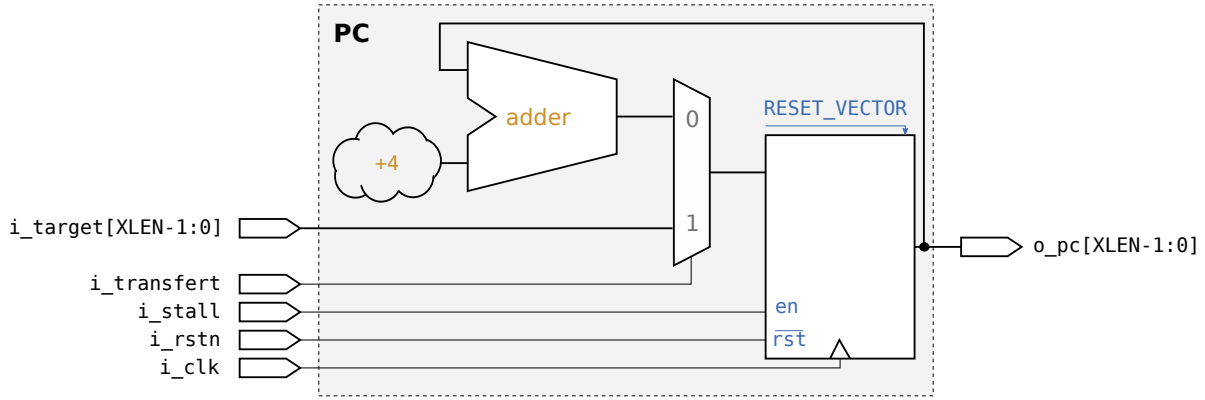 PC
adder
+4
0
1
RESET_VECTOR
i_target[XLEN-1:0]
i_transfert
i_stall
i_rstn
i_clk
en
rst
o_pc[XLEN-1:0]